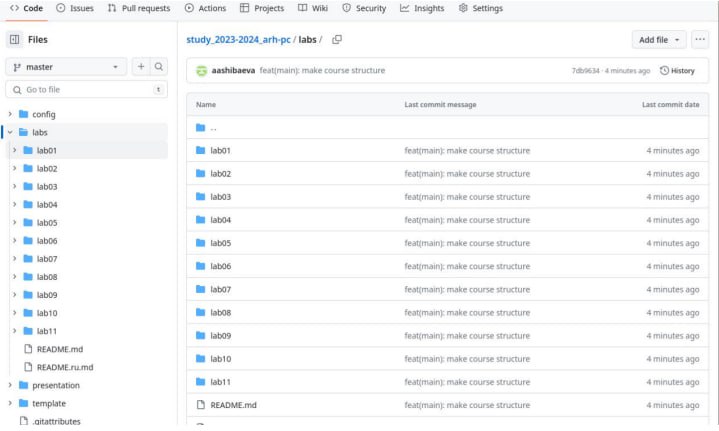 Code Issues Pull requests Actions Projects Wiki Security Insights Settings
Files
master
Go to file t
config
labs
lab01
lab02
lab03
lab04
lab05
lab06
lab07
lab08
lab09
lab10
lab11
README.md
README.ru.md
presentation
template
.gitattributes
study_2023-2024_arh-pc / labs /
Add file
aashibaeva feat(main): make course structure 7db9634 · 4 minutes ago History
Name Last commit message Last commit date
..
lab01 feat(main): make course structure 4 minutes ago
lab02 feat(main): make course structure 4 minutes ago
lab03 feat(main): make course structure 4 minutes ago
lab04 feat(main): make course structure 4 minutes ago
lab05 feat(main): make course structure 4 minutes ago
lab06 feat(main): make course structure 4 minutes ago
lab07 feat(main): make course structure 4 minutes ago
lab08 feat(main): make course structure 4 minutes ago
lab09 feat(main): make course structure 4 minutes ago
lab10 feat(main): make course structure 4 minutes ago
lab11 feat(main): make course structure 4 minutes ago
README.md feat(main): make course structure 4 minutes ago